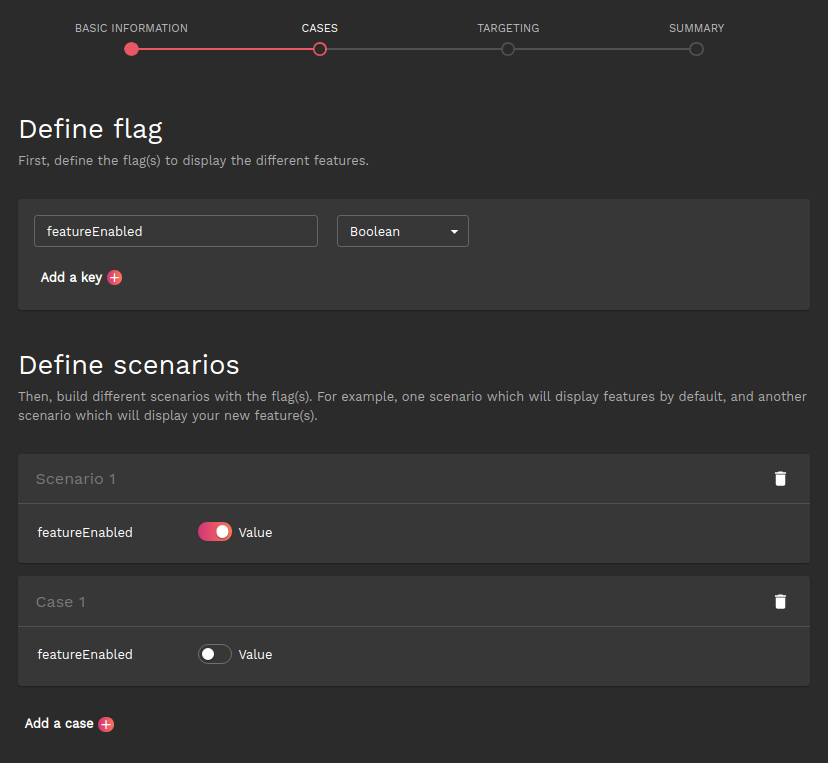 BASIC INFORMATION CASES TARGETING SUMMARY
Define flag
First, define the flag(s) to display the different features.
featureEnabled Boolean
Add a key
Define scenarios
Then, build different scenarios with the flag(s). For example, one scenario which will display features by default, and another
scenario which will display your new feature(s).
Scenario 1
featureEnabled Value
Case 1
featureEnabled Value
Add a case